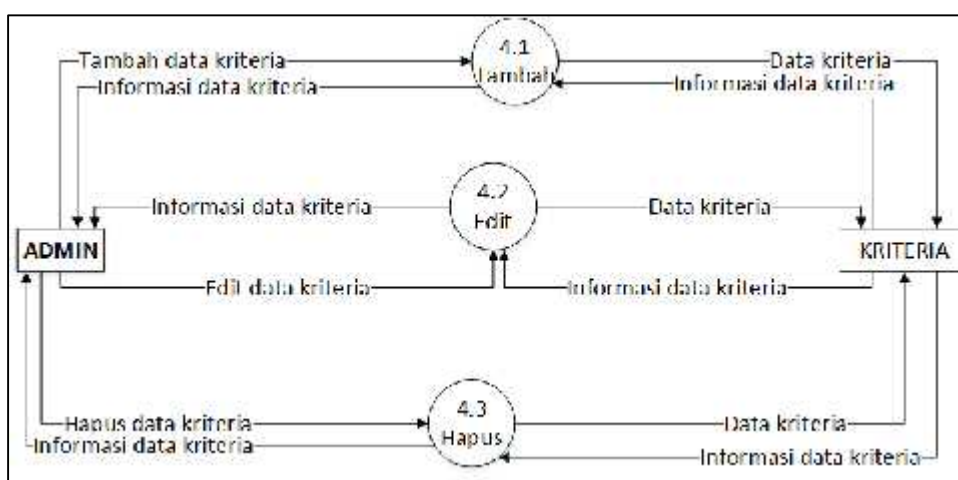 4.1
Tambah
Tambah data kriteria
Data kriteria
Informasi data kriteria
Informasi data kriteria
4.2
Edit
Informasi data kriteria
Data kriteria
ADMIN
KRITERIA
Edit data kriteria
Informasi data kriteria
4.3
Hapus
Hapus data kriteria
Data kriteria
Informasi data kriteria
Informasi data kriteria